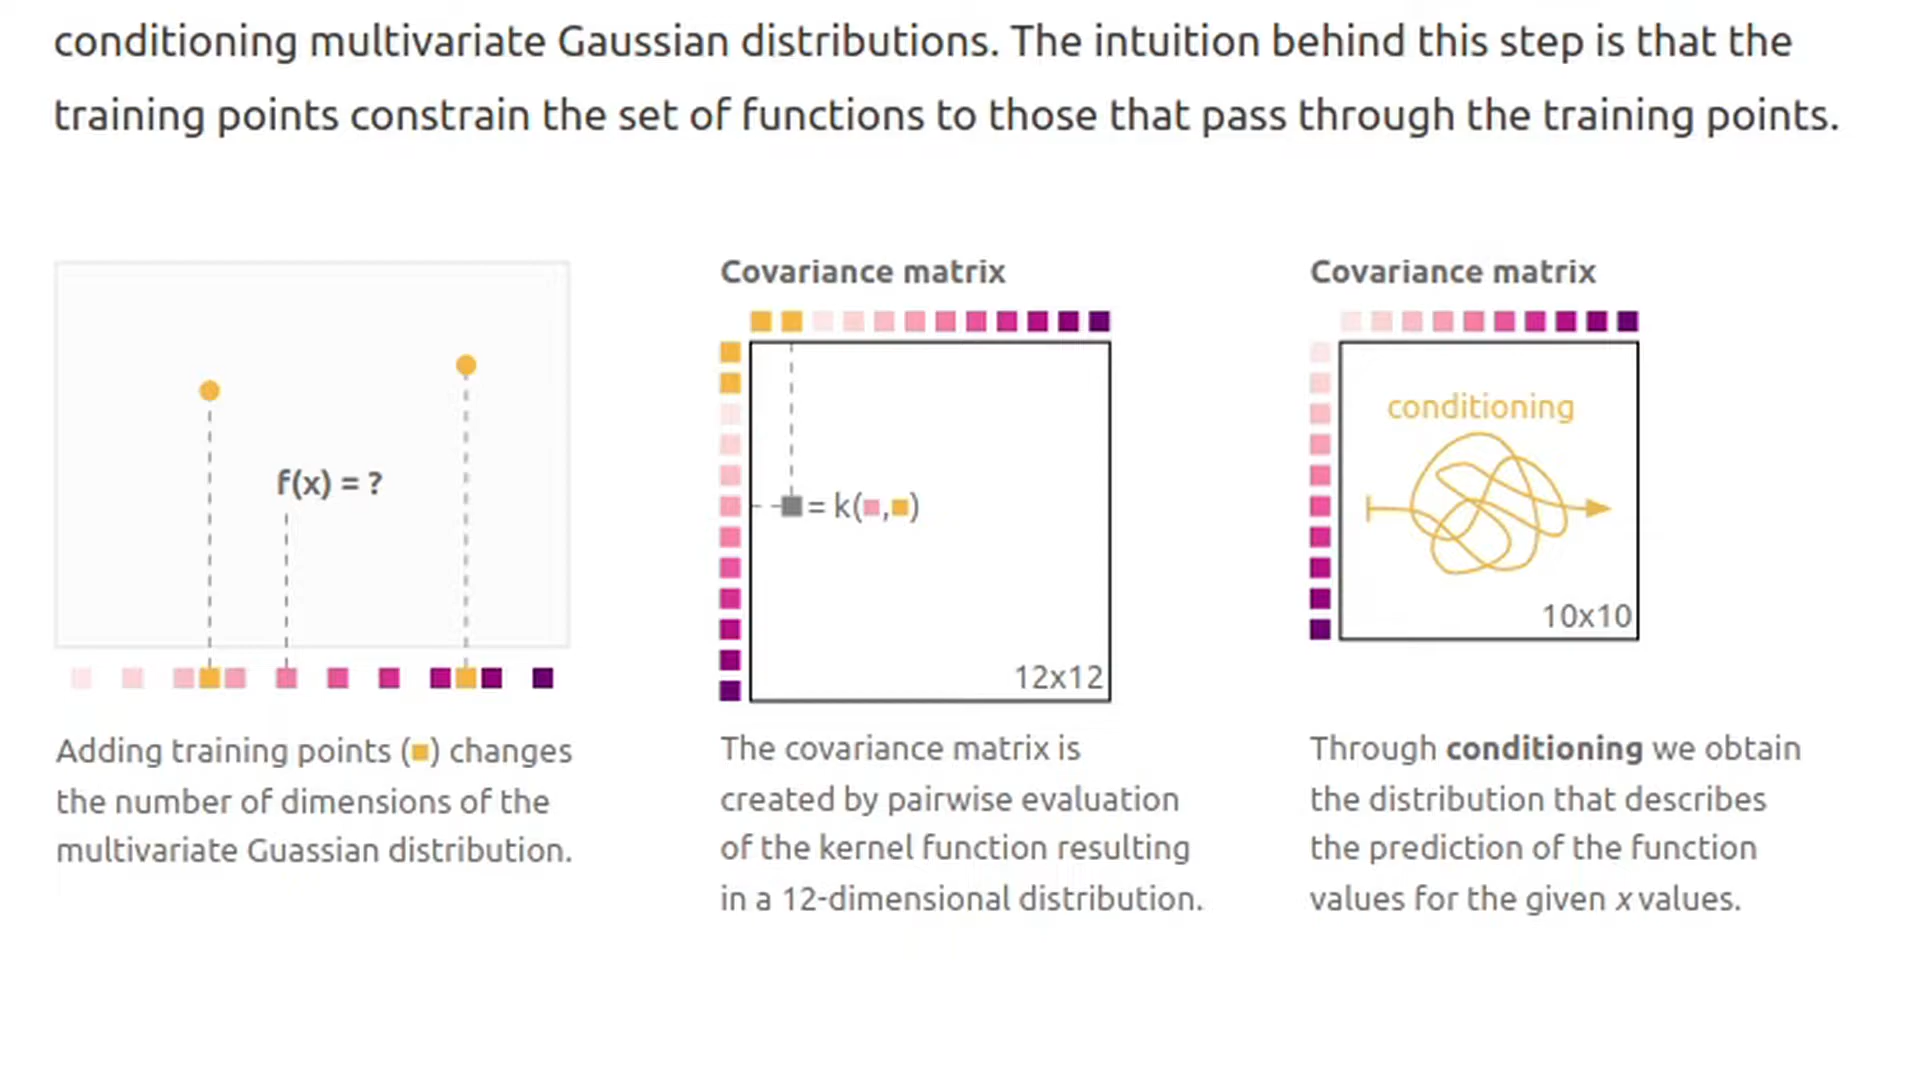 conditioning multivariate Gaussian distributions. The intuition behind this step is that the
training points constrain the set of functions to those that pass through the training points.
f(x) = ?
Adding training points (■) changes
the number of dimensions of the
multivariate Guassian distribution.
Covariance matrix
= k(■,■)
12x12
The covariance matrix is
created by pairwise evaluation
of the kernel function resulting
in a 12-dimensional distribution.
Covariance matrix
conditioning
10x10
Through conditioning we obtain
the distribution that describes
the prediction of the function
values for the given x values.